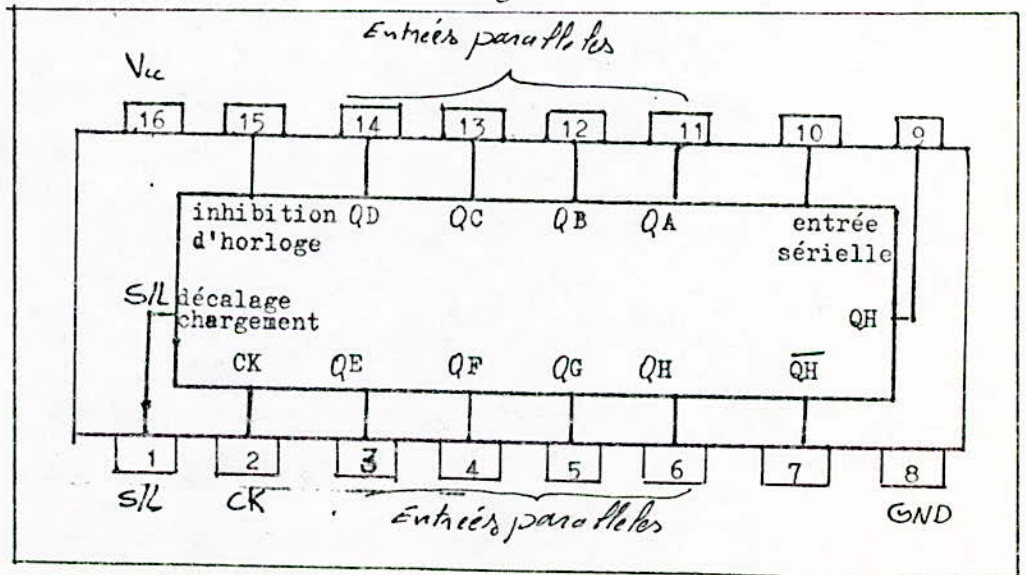 Entrées parallèles
Vcc
16 15 14 13 12 11 10 9
inhibition QD QC QB QA entrée
d'horloge sérielle
S/L décalage
chargement QH
CK QE QF QG QH Q̅H̅
1 2 3 4 5 6 7 8
S/L CK GND
Entrées parallèles